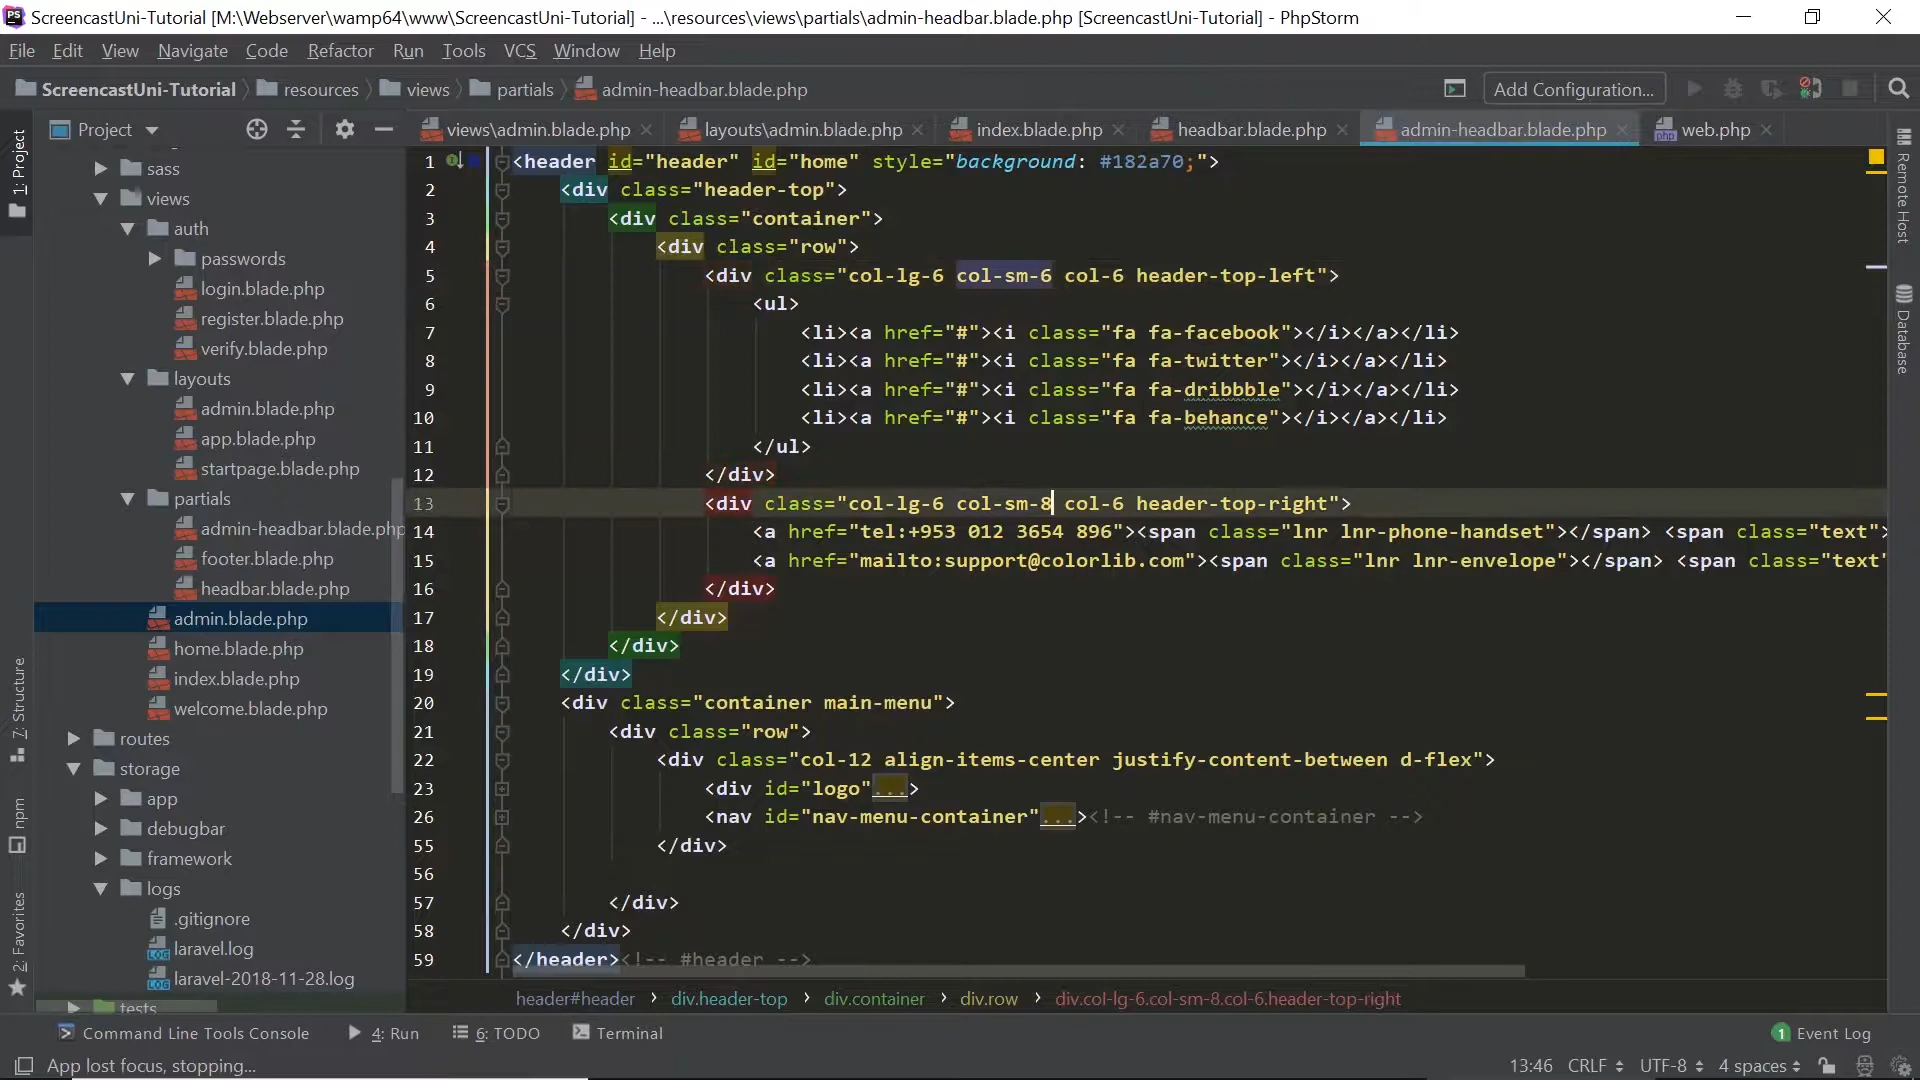 ScreencastUni-Tutorial [M:\Webserver\wamp64\www\ScreencastUni-Tutorial] - ...\resources\views\partials\admin-headbar.blade.php [ScreencastUni-Tutorial] - PhpStorm
File Edit View Navigate Code Refactor Run Tools VCS Window Help
ScreencastUni-Tutorial resources views partials admin-headbar.blade.php Add Configuration...
Project views\admin.blade.php layouts\admin.blade.php index.blade.php headbar.blade.php admin-headbar.blade.php web.php
1: Project
7: Structure
npm
2: Favorites
sass
views
auth
passwords
login.blade.php
register.blade.php
verify.blade.php
layouts
admin.blade.php
app.blade.php
startpage.blade.php
partials
admin-headbar.blade.php
footer.blade.php
headbar.blade.php
admin.blade.php
home.blade.php
index.blade.php
welcome.blade.php
routes
storage
app
debugbar
framework
logs
.gitignore
laravel.log
laravel-2018-11-28.log
tests
1 <header id="header" id="home" style="background: #182a70;">
2 <div class="header-top">
3 <div class="container">
4 <div class="row">
5 <div class="col-lg-6 col-sm-6 col-6 header-top-left">
6 <ul>
7 <li><a href="#"><i class="fa fa-facebook"></i></a></li>
8 <li><a href="#"><i class="fa fa-twitter"></i></a></li>
9 <li><a href="#"><i class="fa fa-dribbble"></i></a></li>
10 <li><a href="#"><i class="fa fa-behance"></i></a></li>
11 </ul>
12 </div>
13 <div class="col-lg-6 col-sm-8 col-6 header-top-right">
14 <a href="tel:+953 012 3654 896"><span class="lnr lnr-phone-handset"></span> <span class="text">
15 <a href="mailto:support@colorlib.com"><span class="lnr lnr-envelope"></span> <span class="text"
16 </div>
17 </div>
18 </div>
19 </div>
20 <div class="container main-menu">
21 <div class="row">
22 <div class="col-12 align-items-center justify-content-between d-flex">
23 <div id="logo"...>
26 <nav id="nav-menu-container"...><!-- #nav-menu-container -->
55 </div>
56
57 </div>
58 </div>
59 </header><!-- #header -->
Remote Host
Database
header#header › div.header-top › div.container › div.row › div.col-lg-6.col-sm-8.col-6.header-top-right
Command Line Tools Console 4: Run 6: TODO Terminal 1 Event Log
App lost focus, stopping... 13:46 CRLF UTF-8 4 spaces